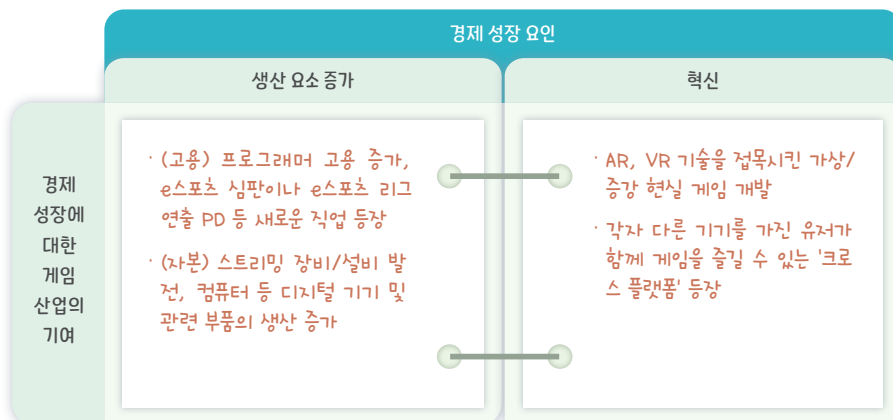 경제 성장 요인
생산 요소 증가
혁신
경제
성장에
대한
게임
산업의
기여
· (고용) 프로그래머 고용 증가,
e스포츠 심판이나 e스포츠 리그
연출 PD 등 새로운 직업 등장
· (자본) 스트리밍 장비/설비 발
전, 컴퓨터 등 디지털 기기 및
관련 부품의 생산 증가
· AR, VR 기술을 접목시킨 가상/
증강 현실 게임 개발
· 각자 다른 기기를 가진 유저가
함께 게임을 즐길 수 있는 '크로
스 플랫폼' 등장